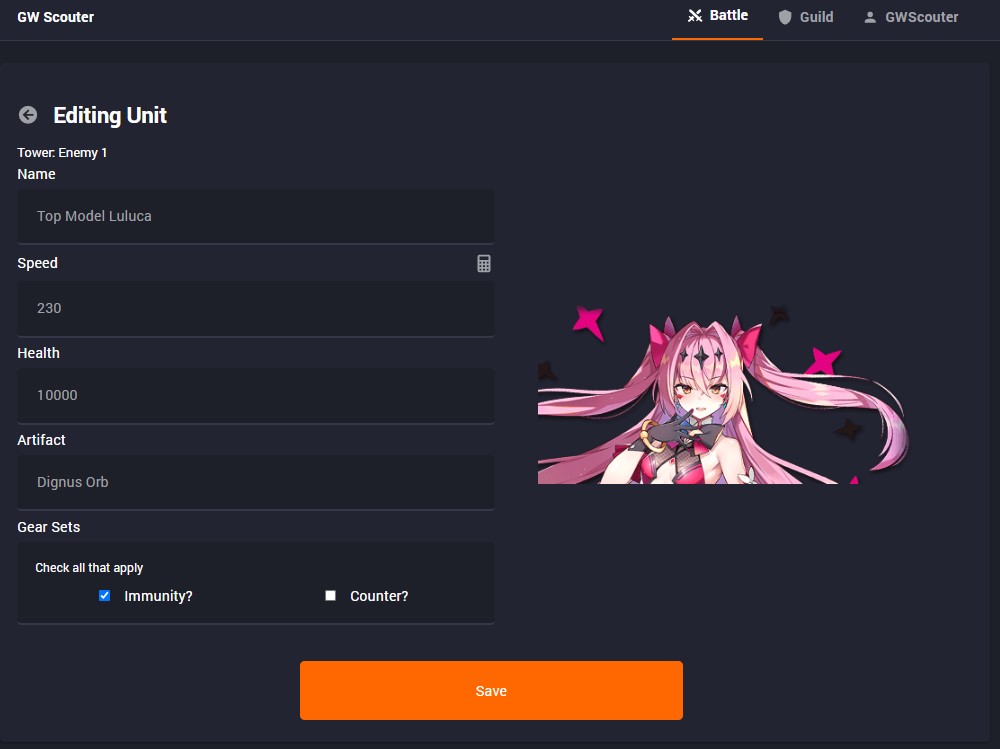 GW Scouter
Battle
Guild
GWScouter
Editing Unit
Tower: Enemy 1
Name
Top Model Luluca
Speed
230
Health
10000
Artifact
Dignus Orb
Gear Sets
Check all that apply
Immunity?
Counter?
Save